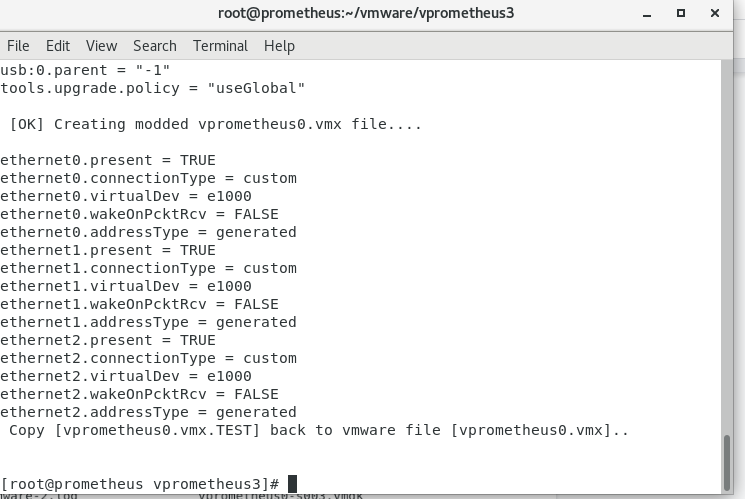 root@prometheus:~/vmware/vprometheus3
File Edit View Search Terminal Help
usb:0.parent = "-1"
tools.upgrade.policy = "useGlobal"
[OK] Creating modded vprometheus0.vmx file....
ethernet0.present = TRUE
ethernet0.connectionType = custom
ethernet0.virtualDev = e1000
ethernet0.wakeOnPcktRcv = FALSE
ethernet0.addressType = generated
ethernet1.present = TRUE
ethernet1.connectionType = custom
ethernet1.virtualDev = e1000
ethernet1.wakeOnPcktRcv = FALSE
ethernet1.addressType = generated
ethernet2.present = TRUE
ethernet2.connectionType = custom
ethernet2.virtualDev = e1000
ethernet2.wakeOnPcktRcv = FALSE
ethernet2.addressType = generated
Copy [vprometheus0.vmx.TEST] back to vmware file [vprometheus0.vmx]..
[root@prometheus vprometheus3]#